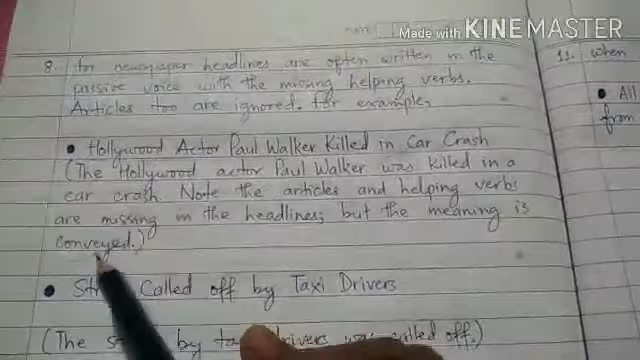 Made with KINEMASTER
8. for newspaper headlines are often written in the
passive voice with the missing helping verbs.
Articles too are ignored. for example,
• Hollywood Actor Paul Walker Killed in Car Crash
(The Hollywood actor Paul Walker was killed in a
car crash. Note the articles and helping verbs
are missing in the headlines, but the meaning is
conveyed.)
• Called off by Taxi Drivers
(The by drivers was called off.)
11. when
• All
from